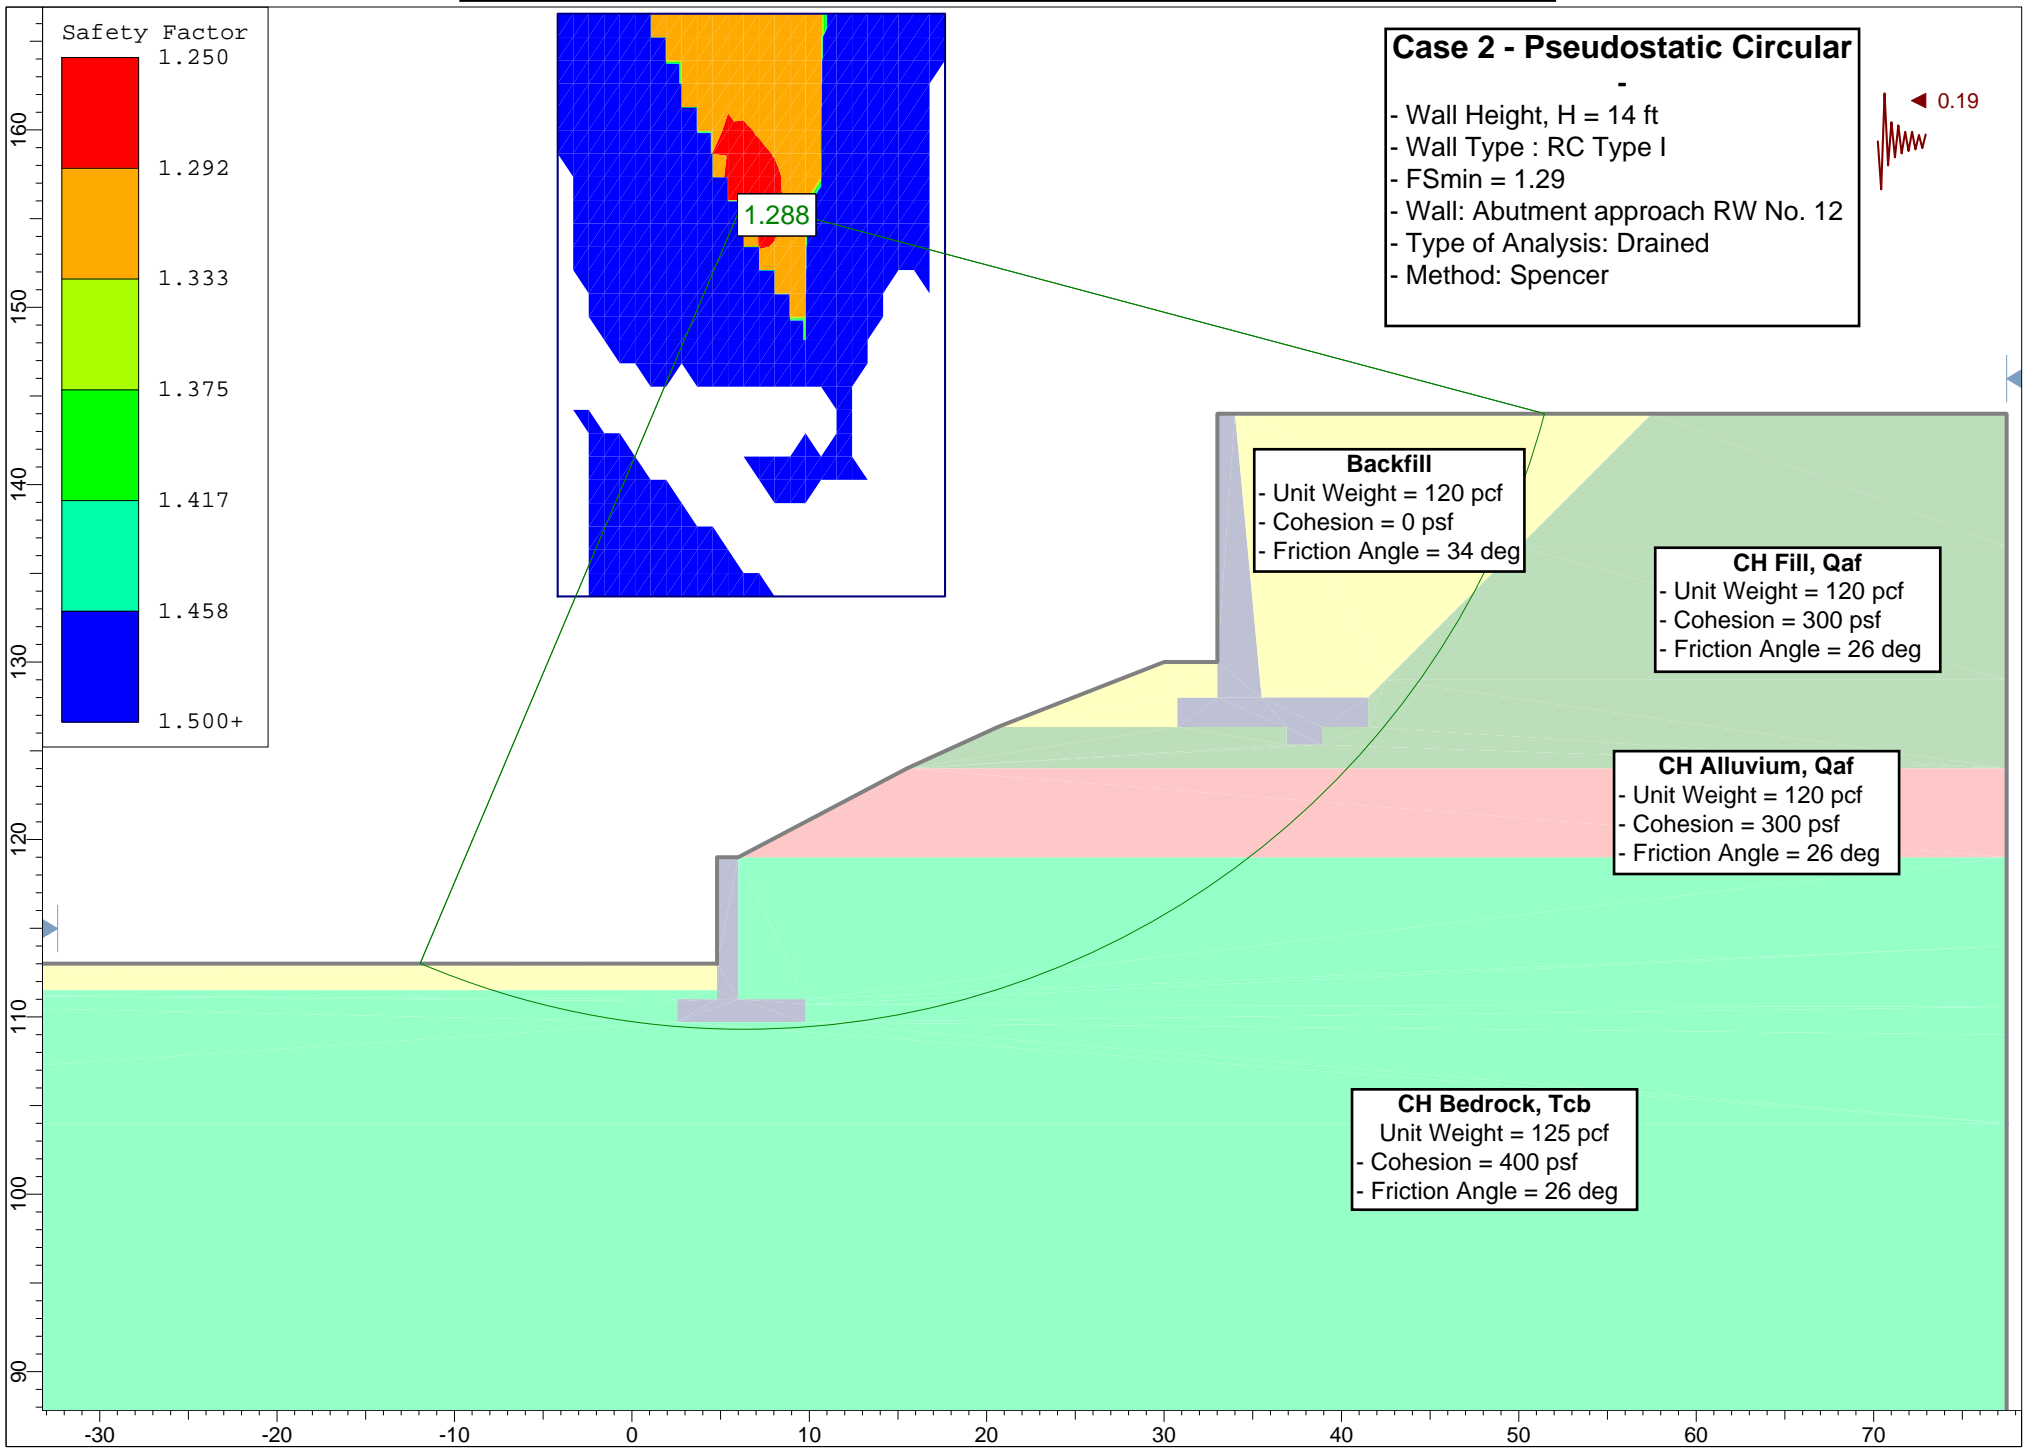 Safety Factor
1.250
1.292
1.333
1.375
1.417
1.458
1.500+
Case 2 - Pseudostatic Circular
-
- Wall Height, H = 14 ft
- Wall Type : RC Type I
- FSmin = 1.29
- Wall: Abutment approach RW No. 12
- Type of Analysis: Drained
- Method: Spencer
0.19
1.288
Backfill
- Unit Weight = 120 pcf
- Cohesion = 0 psf
- Friction Angle = 34 deg
CH Fill, Qaf
- Unit Weight = 120 pcf
- Cohesion = 300 psf
- Friction Angle = 26 deg
CH Alluvium, Qaf
- Unit Weight = 120 pcf
- Cohesion = 300 psf
- Friction Angle = 26 deg
CH Bedrock, Tcb
Unit Weight = 125 pcf
- Cohesion = 400 psf
- Friction Angle = 26 deg
160
150
140
130
120
110
100
90
-30
-20
-10
0
10
20
30
40
50
60
70